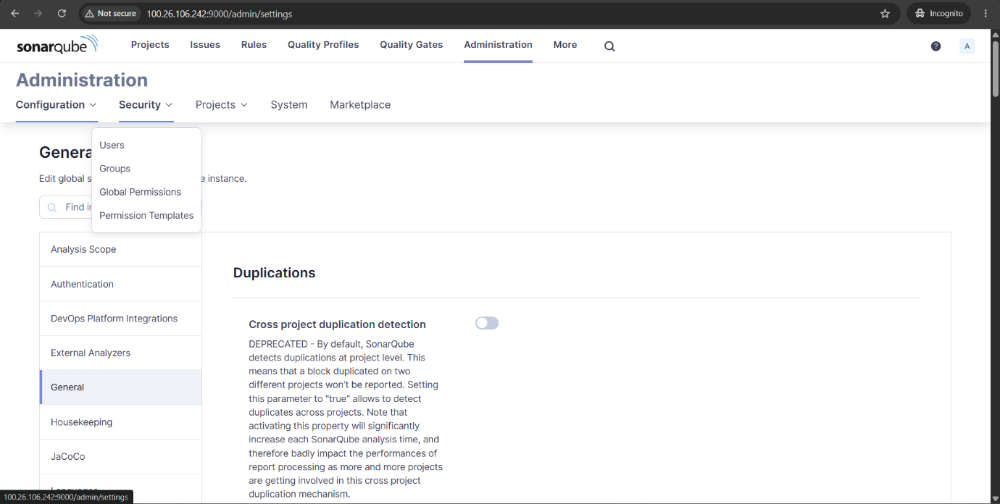 Not secure 100.26.106.242:9000/admin/settings Incognito
sonarqube Projects Issues Rules Quality Profiles Quality Gates Administration More ? A
Administration
Configuration Security Projects System Marketplace
Users
Groups
Global Permissions
Permission Templates
Genera
Edit global s e instance.
Find in
Analysis Scope
Authentication
DevOps Platform Integrations
External Analyzers
General
Housekeeping
JaCoCo
Languages
Duplications
Cross project duplication detection
DEPRECATED - By default, SonarQube
detects duplications at project level. This
means that a block duplicated on two
different projects won't be reported. Setting
this parameter to "true" allows to detect
duplicates across projects. Note that
activating this property will significantly
increase each SonarQube analysis time, and
therefore badly impact the performances of
report processing as more and more projects
are getting involved in this cross project
duplication mechanism.
100.26.106.242:9000/admin/settings